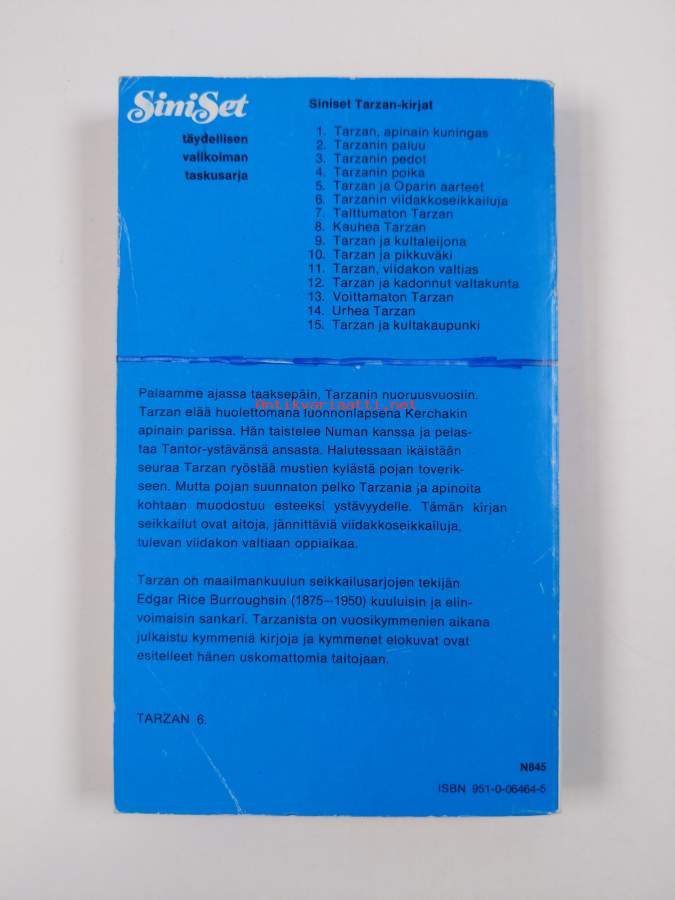 SiniSet
täydellisen
valikoiman
taskusarja
Siniset Tarzan-kirjat
1. Tarzan, apinain kuningas
2. Tarzanin paluu
3. Tarzanin pedot
4. Tarzanin poika
5. Tarzan ja Oparin aarteet
6. Tarzanin viidakkoseikkailuja
7. Talttumaton Tarzan
8. Kauhea Tarzan
9. Tarzan ja kultaleijona
10. Tarzan ja pikkuväki
11. Tarzan, viidakon valtias
12. Tarzan ja kadonnut valtakunta
13. Voittamaton Tarzan
14. Urhea Tarzan
15. Tarzan ja kultakaupunki
Palaamme ajassa taaksepäin, Tarzanin nuoruusvuosiin.
Antikvariaatti.net
Tarzan elää huolettomana luonnonlapsena Kerchakin
apinain parissa. Hän taistelee Numan kanssa ja pelas-
taa Tantor-ystävänsä ansasta. Halutessaan ikäistään
seuraa Tarzan ryöstää mustien kylästä pojan toverik-
seen. Mutta pojan suunnaton pelko Tarzania ja apinoita
kohtaan muodostuu esteeksi ystävyydelle. Tämän kirjan
seikkailut ovat aitoja, jännittäviä viidakkoseikkailuja,
tulevan viidakon valtiaan oppiaikaa.
Tarzan on maailmankuulun seikkailusarjojen tekijän
Edgar Rice Burroughsin (1875—1950) kuuluisin ja elin-
voimaisin sankari. Tarzanista on vuosikymmenien aikana
julkaistu kymmeniä kirjoja ja kymmenet elokuvat ovat
esitelleet hänen uskomattomia taitojaan.
TARZAN 6.
N845
ISBN 951-0-06464-5